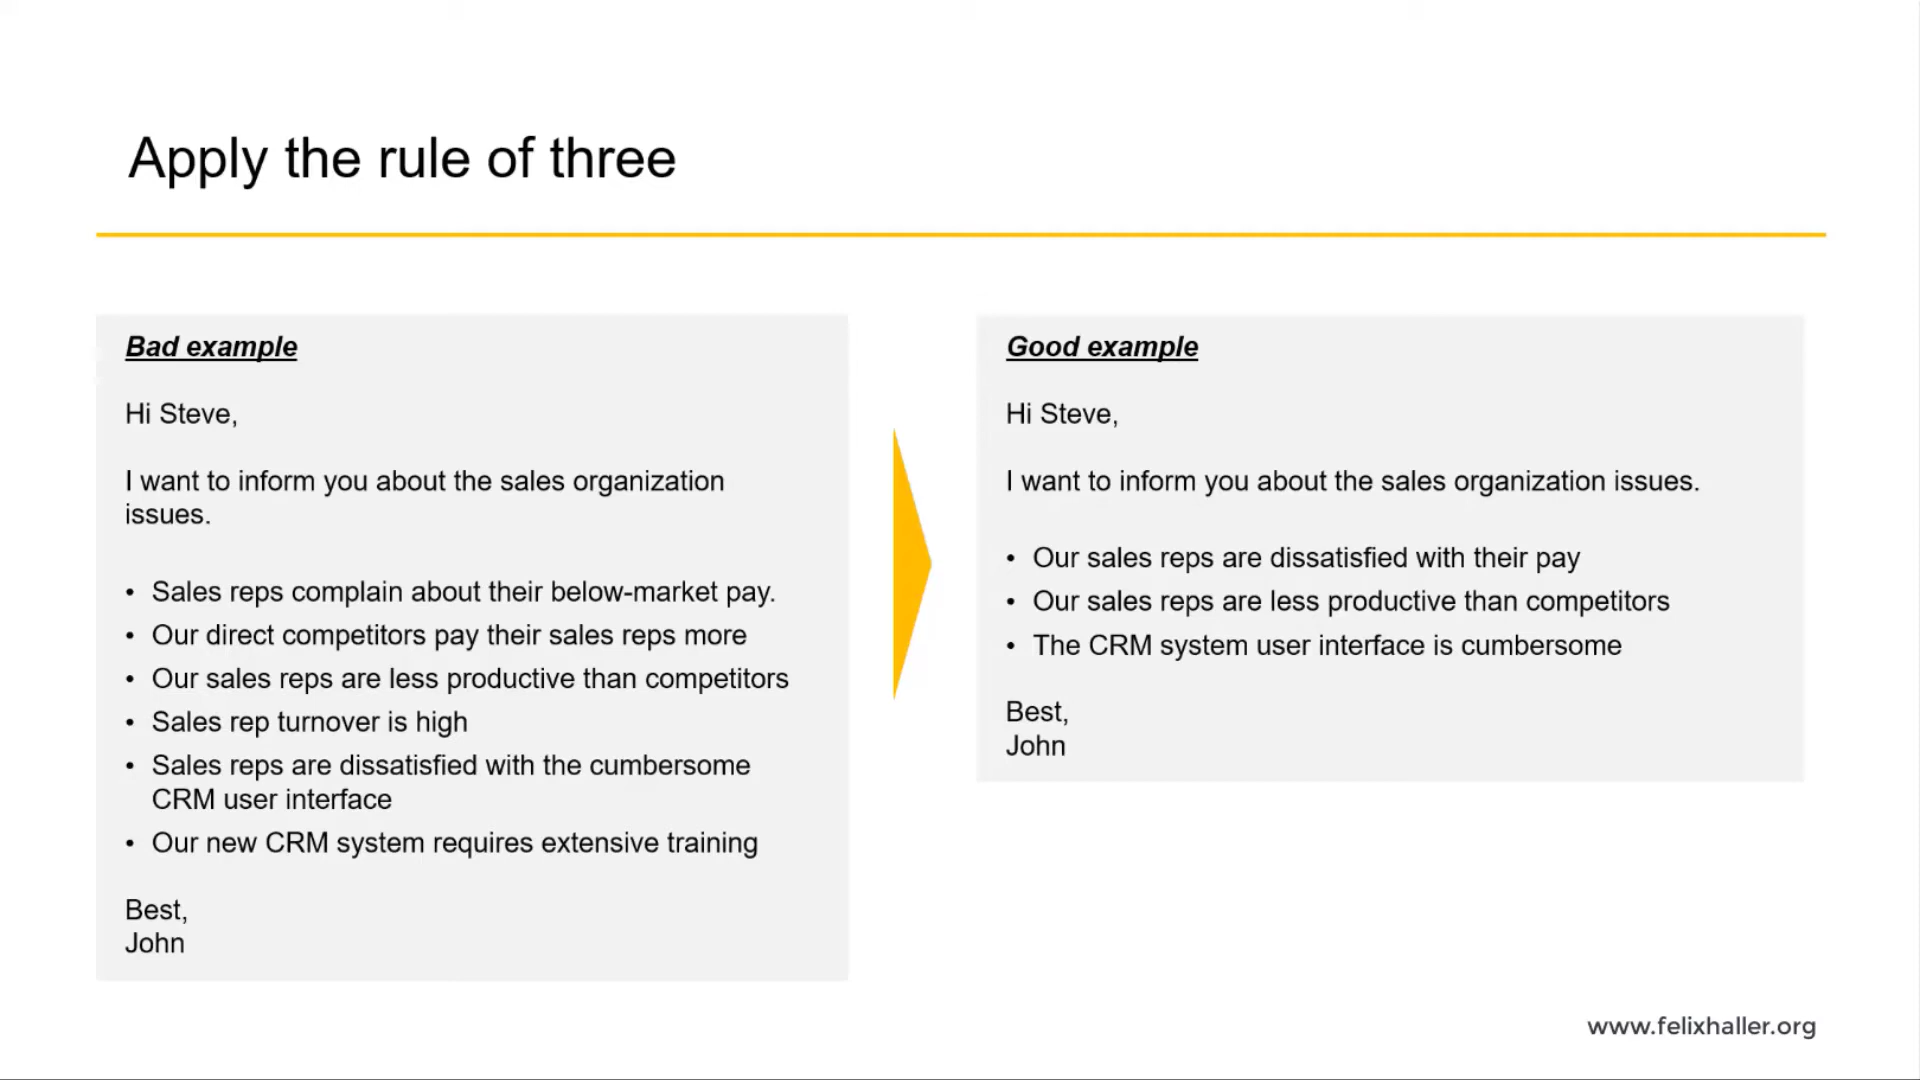 Apply the rule of three
Bad example
Hi Steve,
I want to inform you about the sales organization
issues.
• Sales reps complain about their below-market pay.
• Our direct competitors pay their sales reps more
• Our sales reps are less productive than competitors
• Sales rep turnover is high
• Sales reps are dissatisfied with the cumbersome
CRM user interface
• Our new CRM system requires extensive training
Best,
John
Good example
Hi Steve,
I want to inform you about the sales organization issues.
• Our sales reps are dissatisfied with their pay
• Our sales reps are less productive than competitors
• The CRM system user interface is cumbersome
Best,
John
www.felixhaller.org